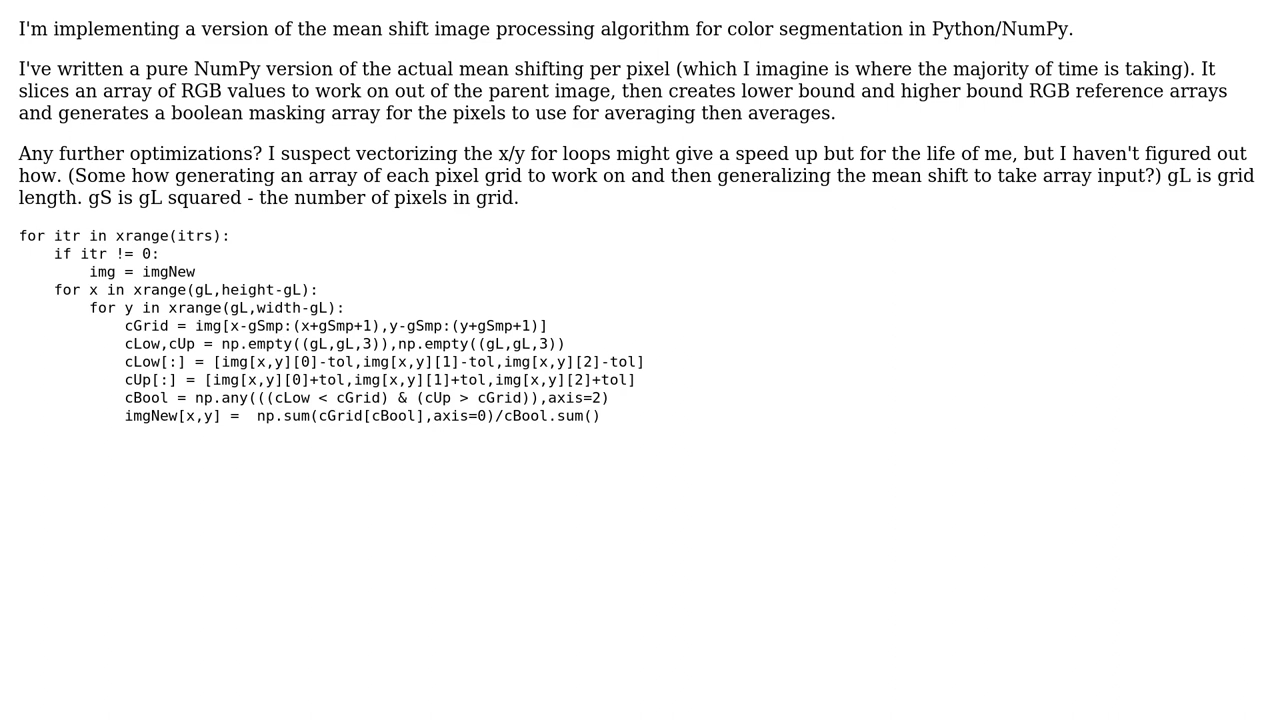 I'm implementing a version of the mean shift image processing algorithm for color segmentation in Python/NumPy.
I've written a pure NumPy version of the actual mean shifting per pixel (which I imagine is where the majority of time is taking). It
slices an array of RGB values to work on out of the parent image, then creates lower bound and higher bound RGB reference arrays
and generates a boolean masking array for the pixels to use for averaging then averages.
Any further optimizations? I suspect vectorizing the x/y for loops might give a speed up but for the life of me, but I haven't figured out
how. (Some how generating an array of each pixel grid to work on and then generalizing the mean shift to take array input?) gL is grid
length. gS is gL squared - the number of pixels in grid.
for itr in xrange(itrs):
    if itr != 0:
        img = imgNew
    for x in xrange(gL,height-gL):
        for y in xrange(gL,width-gL):
            cGrid = img[x-gSmp:(x+gSmp+1),y-gSmp:(y+gSmp+1)]
            cLow,cUp = np.empty((gL,gL,3)),np.empty((gL,gL,3))
            cLow[:] = [img[x,y][0]-tol,img[x,y][1]-tol,img[x,y][2]-tol]
            cUp[:] = [img[x,y][0]+tol,img[x,y][1]+tol,img[x,y][2]+tol]
            cBool = np.any(((cLow < cGrid) & (cUp > cGrid)),axis=2)
            imgNew[x,y] =  np.sum(cGrid[cBool],axis=0)/cBool.sum()